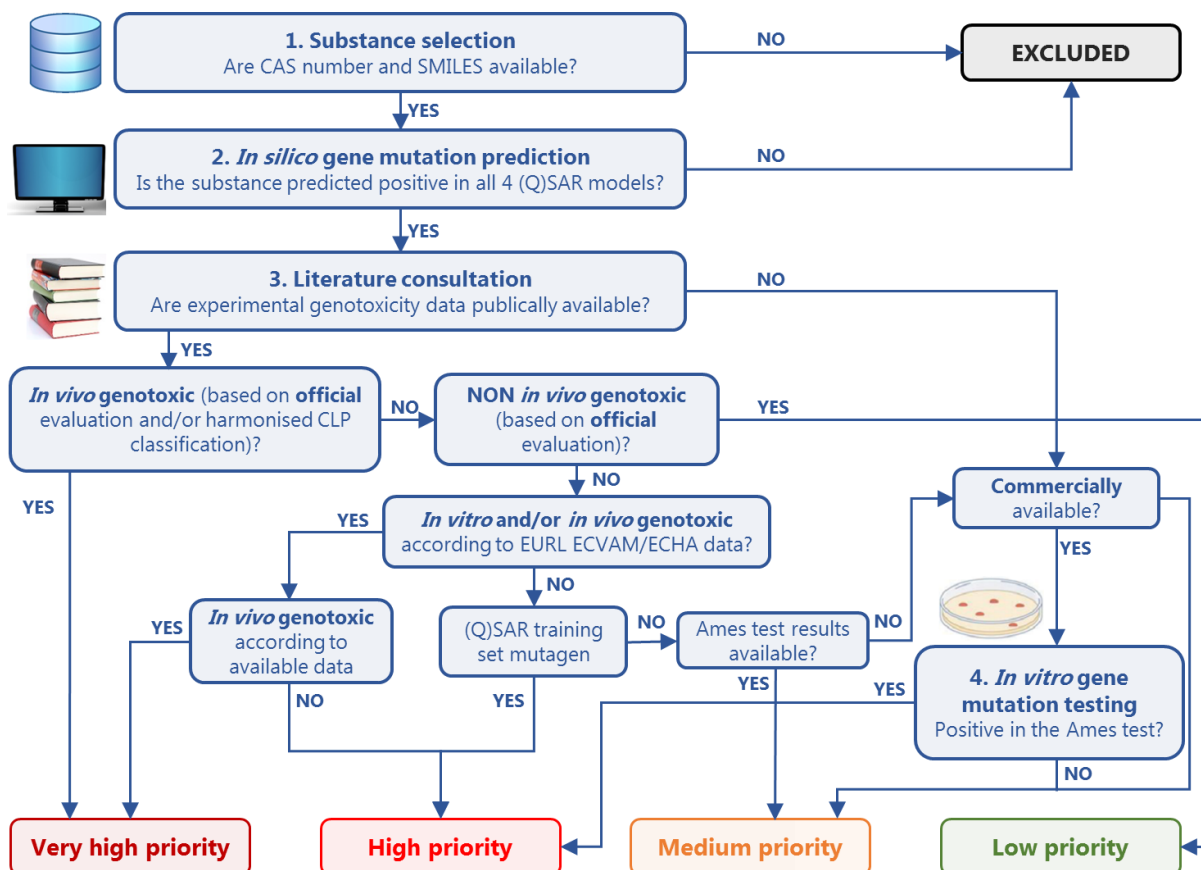 1. Substance selection
Are CAS number and SMILES available?
NO
EXCLUDED
YES
2. In silico gene mutation prediction
Is the substance predicted positive in all 4 (Q)SAR models?
NO
YES
3. Literature consultation
Are experimental genotoxicity data publically available?
NO
YES
In vivo genotoxic (based on official
evaluation and/or harmonised CLP
classification)?
NO
NON in vivo genotoxic
(based on official
evaluation)?
YES
YES
NO
Commercially
available?
YES
In vitro and/or in vivo genotoxic
according to EURL ECVAM/ECHA data?
YES
NO
In vivo genotoxic
according to
available data
YES
NO
(Q)SAR training
set mutagen
NO
YES
Ames test results
available?
NO
YES
4. In vitro gene
mutation testing
Positive in the Ames test?
YES
NO
Very high priority
High priority
Medium priority
Low priority